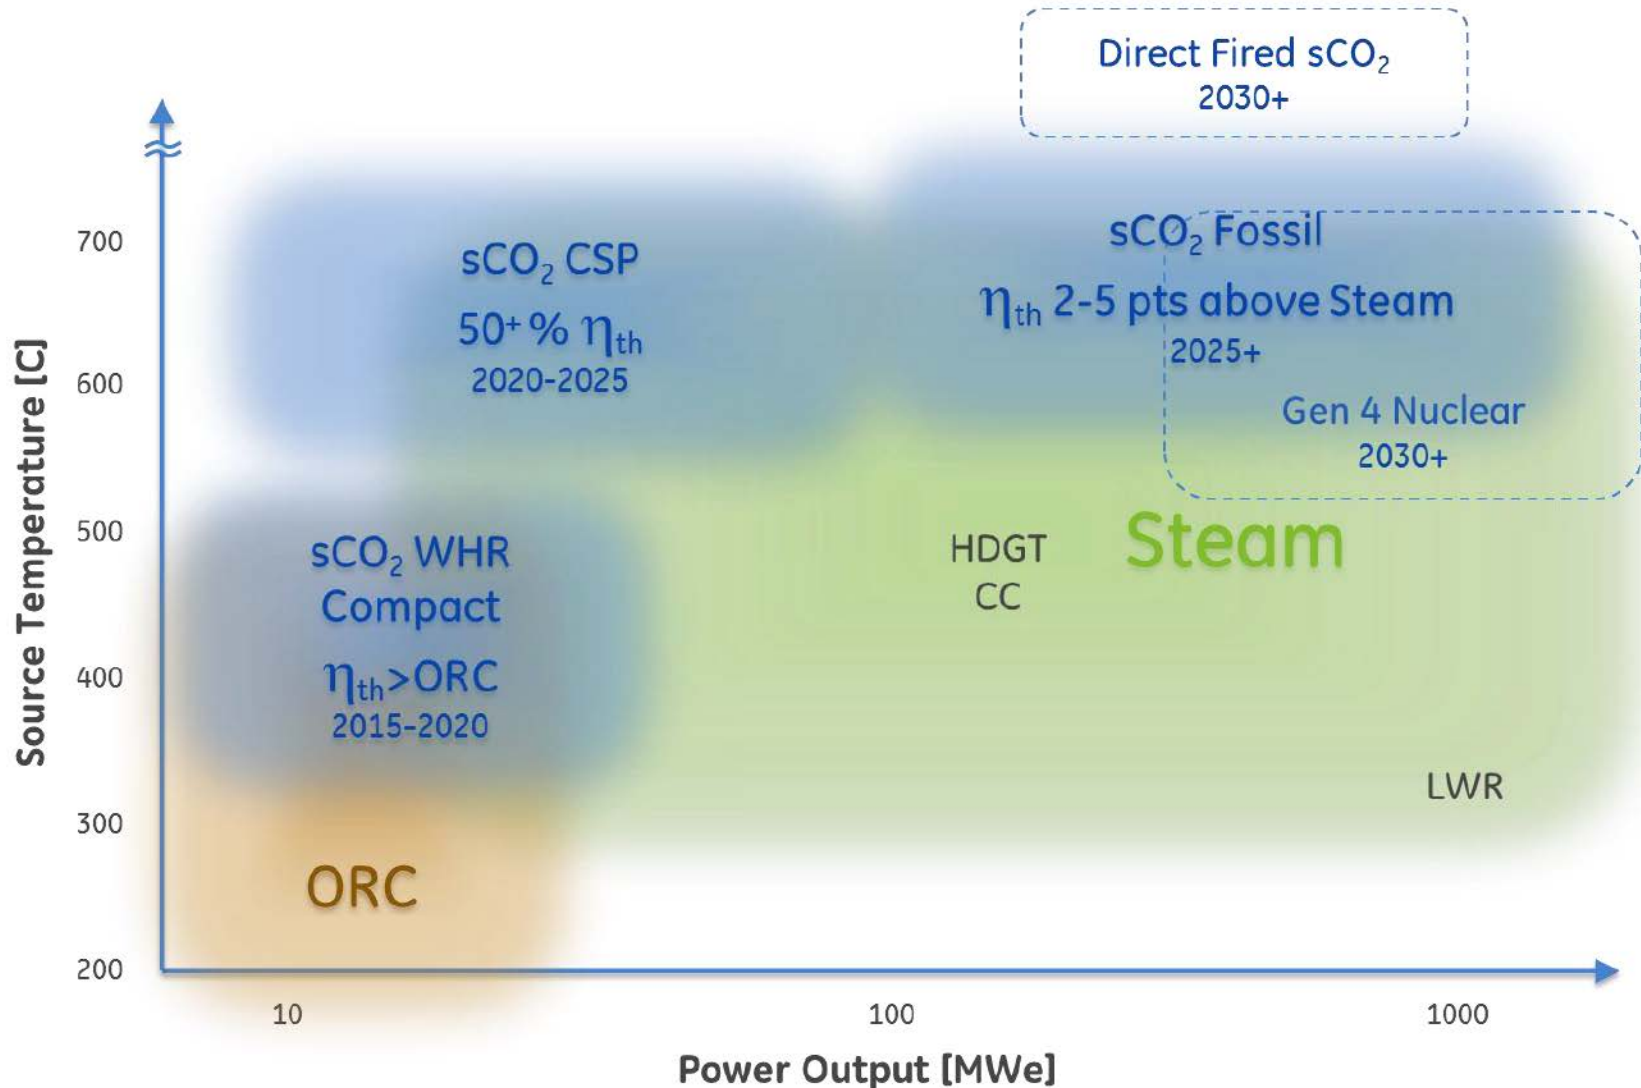 Direct Fired sCO₂
2030+
700
600
500
400
300
200
Source Temperature [C]
sCO₂ CSP
50⁺ % ηth
2020-2025
sCO₂ Fossil
ηth 2-5 pts above Steam
2025+
Gen 4 Nuclear
2030+
sCO₂ WHR
Compact
ηth>ORC
2015-2020
HDGT
CC
Steam
LWR
ORC
10
100
1000
Power Output [MWe]